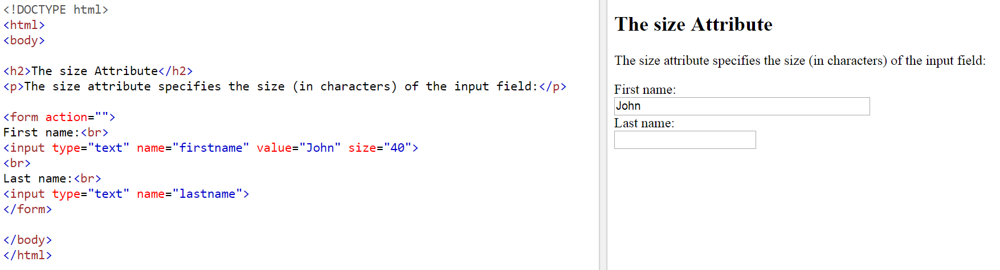 <!DOCTYPE html>
<html>
<body>
<h2>The size Attribute</h2>
<p>The size attribute specifies the size (in characters) of the input field:</p>
<form action="">
First name:<br>
<input type="text" name="firstname" value="John" size="40">
<br>
Last name:<br>
<input type="text" name="lastname">
</form>
</body>
</html>
The size Attribute
The size attribute specifies the size (in characters) of the input field:
First name:
John
Last name: